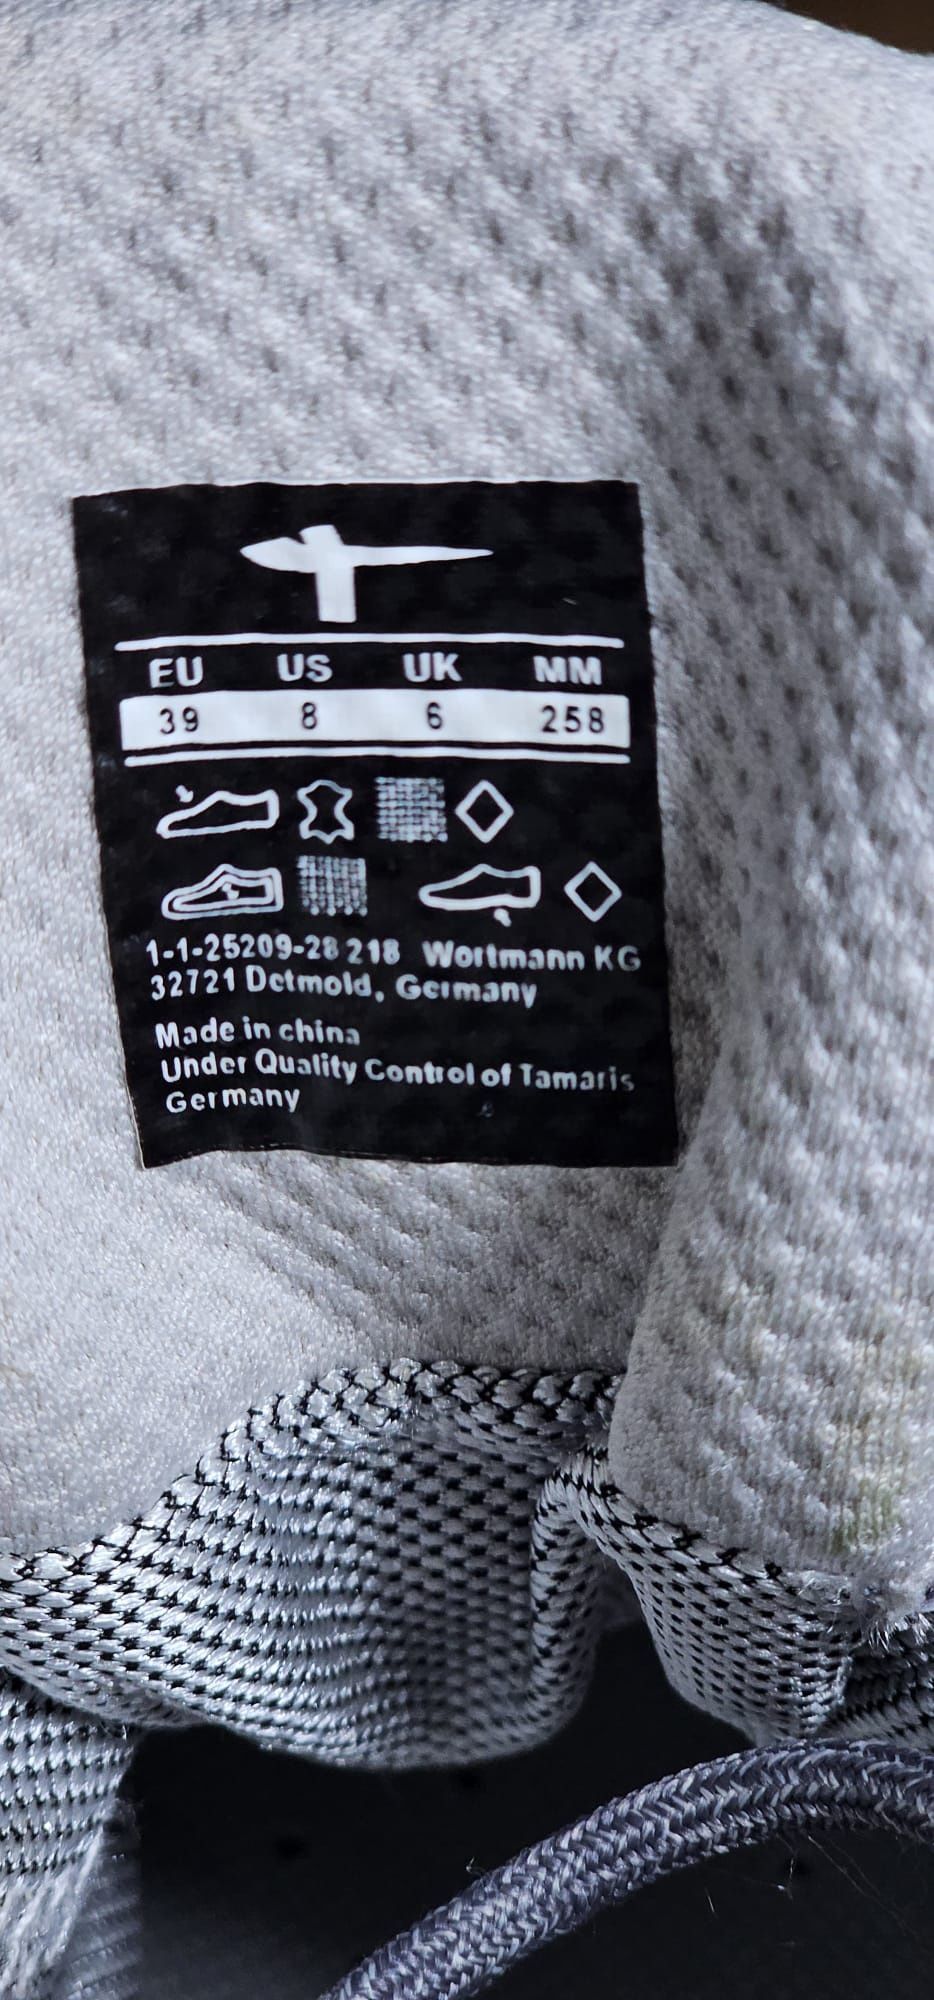 EU US UK MM
39 8 6 258
1-1-25209-28 218 Wortmann KG
32721 Detmold, Germany
Made in china
Under Quality Control of Tamaris
Germany